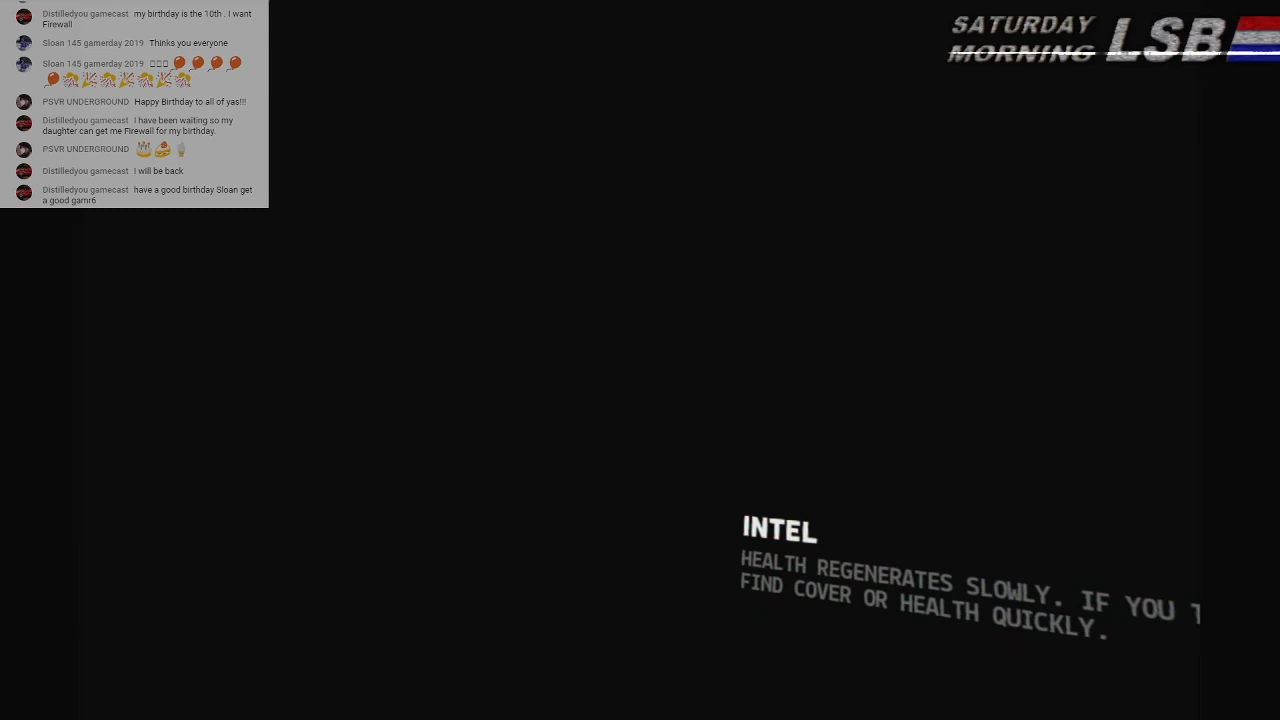 Distilledyou gamecast my birthday is the 10th . I want
Firewall
Sloan 145 gamerday 2019 Thinks you everyone
Sloan 145 gamerday 2019 🎈🎈🎈🎈
🎈🎊🎉🎊🎉🎊🎉🎊
PSVR UNDERGROUND Happy Birthday to all of yas!!!
Distilledyou gamecast I have been waiting so my
daughter can get me Firewall for my birthday.
PSVR UNDERGROUND 🎂🍰🍦
Distilledyou gamecast I will be back
Distilledyou gamecast have a good birthday Sloan get
a good gamr6
SATURDAY
MORNING
LSB
INTEL
HEALTH REGENERATES SLOWLY. IF YOU
FIND COVER OR HEALTH QUICKLY.